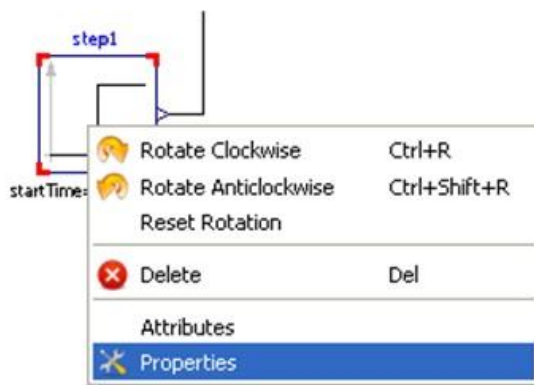 step1
Rotate Clockwise Ctrl+R
startTime= Rotate Anticlockwise Ctrl+Shift+R
Reset Rotation
Delete Del
Attributes
Properties